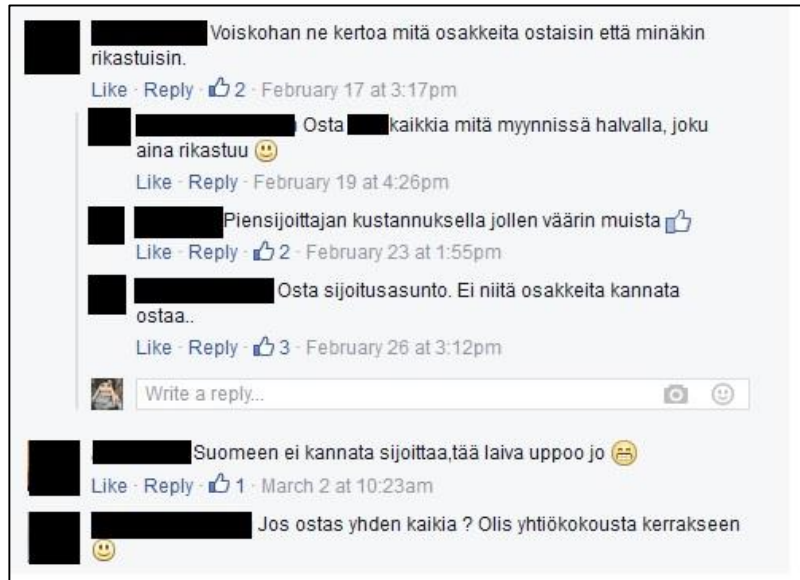 Voiskohan ne kertoa mitä osakkeita ostaisin että minäkin
rikastuisin.
Like · Reply · 2 · February 17 at 3:17pm
Osta kaikkia mitä myynnissä halvalla, joku
aina rikastuu
Like · Reply · February 19 at 4:26pm
Piensijoittajan kustannuksella jollen väärin muista
Like · Reply · 2 · February 23 at 1:55pm
Osta sijoitusasunto. Ei niitä osakkeita kannata
ostaa..
Like · Reply · 3 · February 26 at 3:12pm
Write a reply...
Suomeen ei kannata sijoittaa,tää laiva uppoo jo
Like · Reply · 1 · March 2 at 10:23am
Jos ostas yhden kaikia ? Olis yhtiökokousta kerrakseen